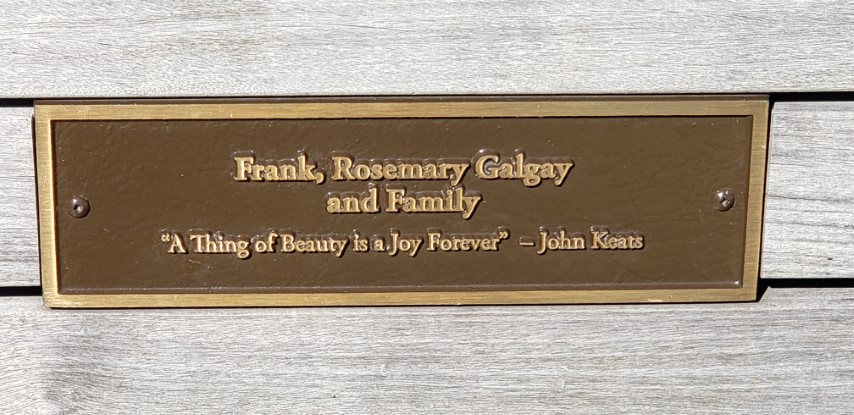 Frank, Rosemary Galgay
and Family
“A Thing of Beauty is a Joy Forever” – John Keats